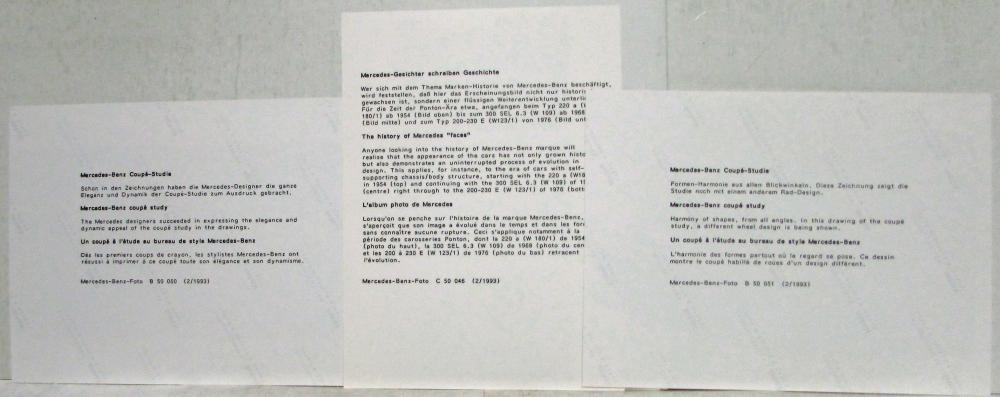 Mercedes-Benz Coupé-Studie
Schon in den Zeichnungen haben die Mercedes-Designer die ganze
Eleganz und Dynamik der Coupé-Studie zum Ausdruck gebracht.
Mercedes-Benz coupé study
The Mercedes designers succeeded in expressing the elegance and
dynamic appeal of the coupé study in the drawings.
Un coupé à l'étude au bureau de style Mercedes-Benz
Dès les premiers coups de crayon, les stylistes Mercedes-Benz ont
réussi à imprimer à ce coupé toute son élégance et son dynamisme.
Mercedes-Benz-Foto B 50 050 (2/1993)
Mercedes-Gesichter schreiben Geschichte
Wer sich mit dem Thema Marken-Historie von Mercedes-Benz beschäftigt,
wird feststellen, daß hier das Erscheinungsbild nicht nur histori
gewachsen ist, sondern einer flüssigen Weiterentwicklung unterli
Für die Zeit der Ponton-Ära etwa, angefangen beim Typ 220 a (
180/1) ab 1954 (Bild oben) bis zum 300 SEL 6.3 (W 109) ab 1968
(Bild mitte) und zum Typ 200-230 E (W123/1) von 1976 (Bild unt
The history of Mercedes "faces"
Anyone looking into the history of Mercedes-Benz marque will
realise that the appearance of the cars has not only grown histo
but also demonstrates an uninterrupted process of evolution in
design. This applies, for instance, to the era of cars with self-
supporting chassis/body structure, starting with the 220 a (W18
in 1954 (top) and continuing with the 300 SEL 6.3 (W 109) of 1
(centre) right through to the 200-230 E (W 123/1) of 1976 (bott
L'album photo de Mercedes
Lorsqu'on se penche sur l'histoire de la marque Mercedes-Benz,
s'aperçoit que son image a évolué dans le temps et dans les for
sans connaître aucune rupture. Ceci s'applique notamment à la
période des carosseries Ponton, dont la 220 a (W 180/1) de 1954
(photo du haut), la 300 SEL 6.3 (W 109) de 1968 (photo du cen
et les 200 à 230 E (W 123/1) de 1976 (photo du bas) retracent
l'évolution.
Mercedes-Benz-Foto C 50 046 (2/1993)
Mercedes-Benz Coupé-Studie
Formen-Harmonie aus allen Blickwinkeln. Diese Zeichnung zeigt die
Studie noch mit einem anderem Rad-Design.
Mercedes-Benz coupé study
Harmony of shapes, from all angles. In this drawing of the coupé
study, a different wheel design is being shown.
Un coupé à l'étude au bureau de style Mercedes-Benz
L'harmonie des formes partout où le regard se pose. Ce dessin
montre le coupé habillé de roues d'un design différent.
Mercedes-Benz-Foto B 50 051 (2/1993)